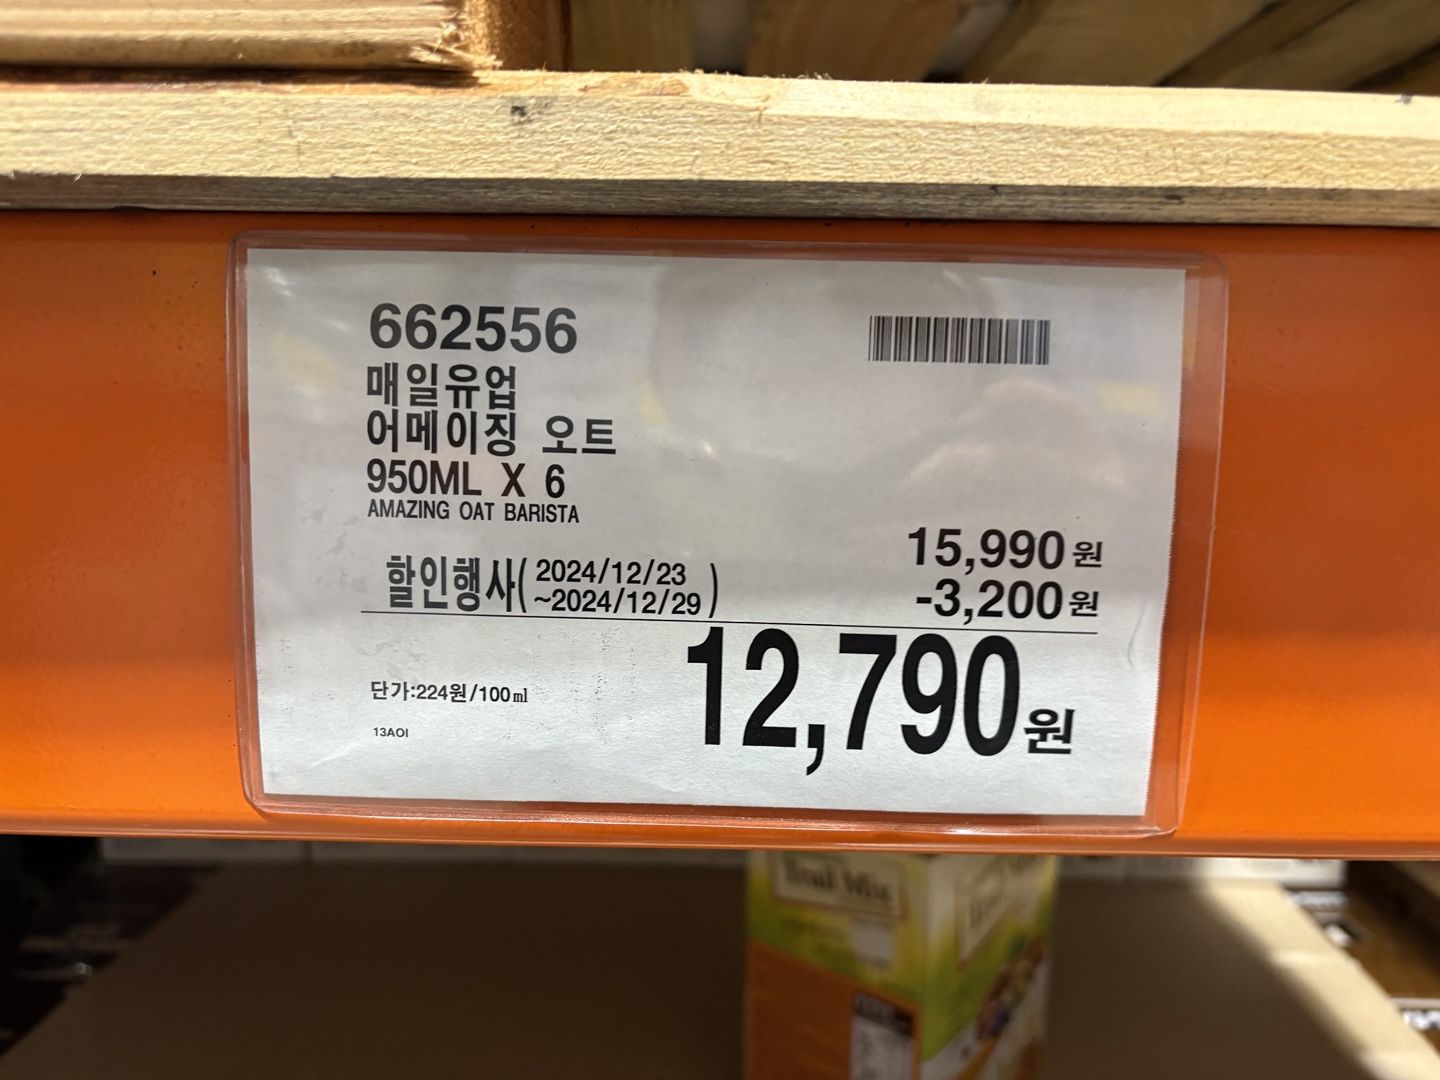 662556
매일유업
어메이징 오트
950ML X 6
AMAZING OAT BARISTA
15,990원
할인행사( 2024/12/23
~2024/12/29 )
-3,200원
12,790원
단가:224원/100㎖
13AOI
Trail Mix